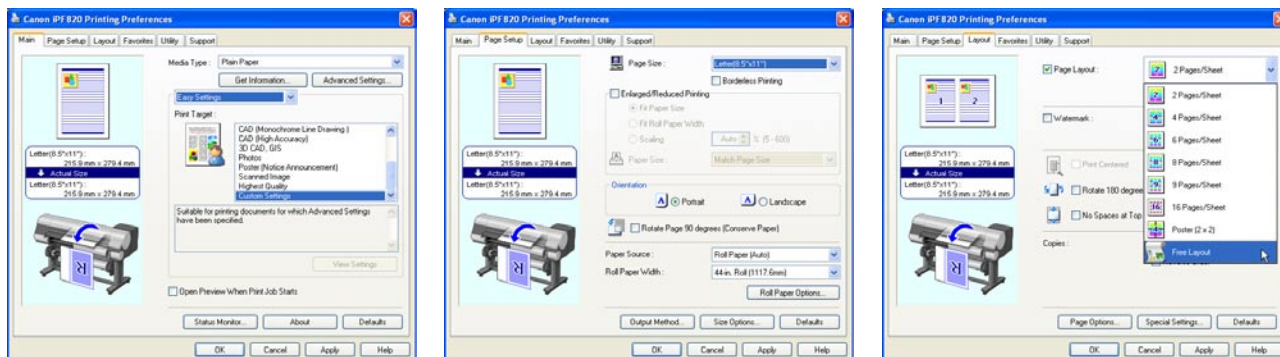 Canon iPF820 Printing Preferences
Main Page Setup Layout Favorites Utility Support
Media Type : Plain Paper
Get Information... Advanced Settings...
Easy Settings
Print Target :
CAD (Monochrome Line Drawing )
CAD (High-Accuracy)
3D CAD, GIS
Photos
Poster (Notice Announcement)
Scanned Image
Highest Quality
Custom Settings
Letter(8.5"x11") :
215.9 mm x 279.4 mm
Actual Size
Letter(8.5"x11") :
215.9 mm x 279.4 mm
Suitable for printing documents for which Advanced Settings
have been specified.
View Settings
Open Preview When Print Job Starts
Status Monitor... About Defaults
OK Cancel Apply Help
Canon iPF820 Printing Preferences
Main Page Setup Layout Favorites Utility Support
Page Size : Letter(8.5"x11")
Borderless Printing
Enlarged/Reduced Printing
Fit Paper Size
Fit Roll Paper Width
Scaling Auto % (5 - 600)
Paper Size : Match Page Size
Letter(8.5"x11") :
215.9 mm x 279.4 mm
Actual Size
Letter(8.5"x11") :
215.9 mm x 279.4 mm
Orientation
A Portrait A Landscape
Rotate Page 90 degrees (Conserve Paper)
Paper Source : Roll Paper (Auto)
Roll Paper Width : 44-in. Roll (1117.6mm)
Roll Paper Options...
Output Method... Size Options... Defaults
OK Cancel Apply Help
Canon iPF820 Printing Preferences
Main Page Setup Layout Favorites Utility Support
Page Layout : 2 Pages/Sheet
1 2
2 Pages/Sheet
4 Pages/Sheet
6 Pages/Sheet
8 Pages/Sheet
9 Pages/Sheet
16 Pages/Sheet
Poster (2 x 2)
Free Layout
Watermark :
Letter(8.5"x11") :
215.9 mm x 279.4 mm
Actual Size
Letter(8.5"x11") :
215.9 mm x 279.4 mm
Print Centered
Rotate 180 degree
No Spaces at Top
Copies :
Page Options... Special Settings... Defaults
OK Cancel Apply Help